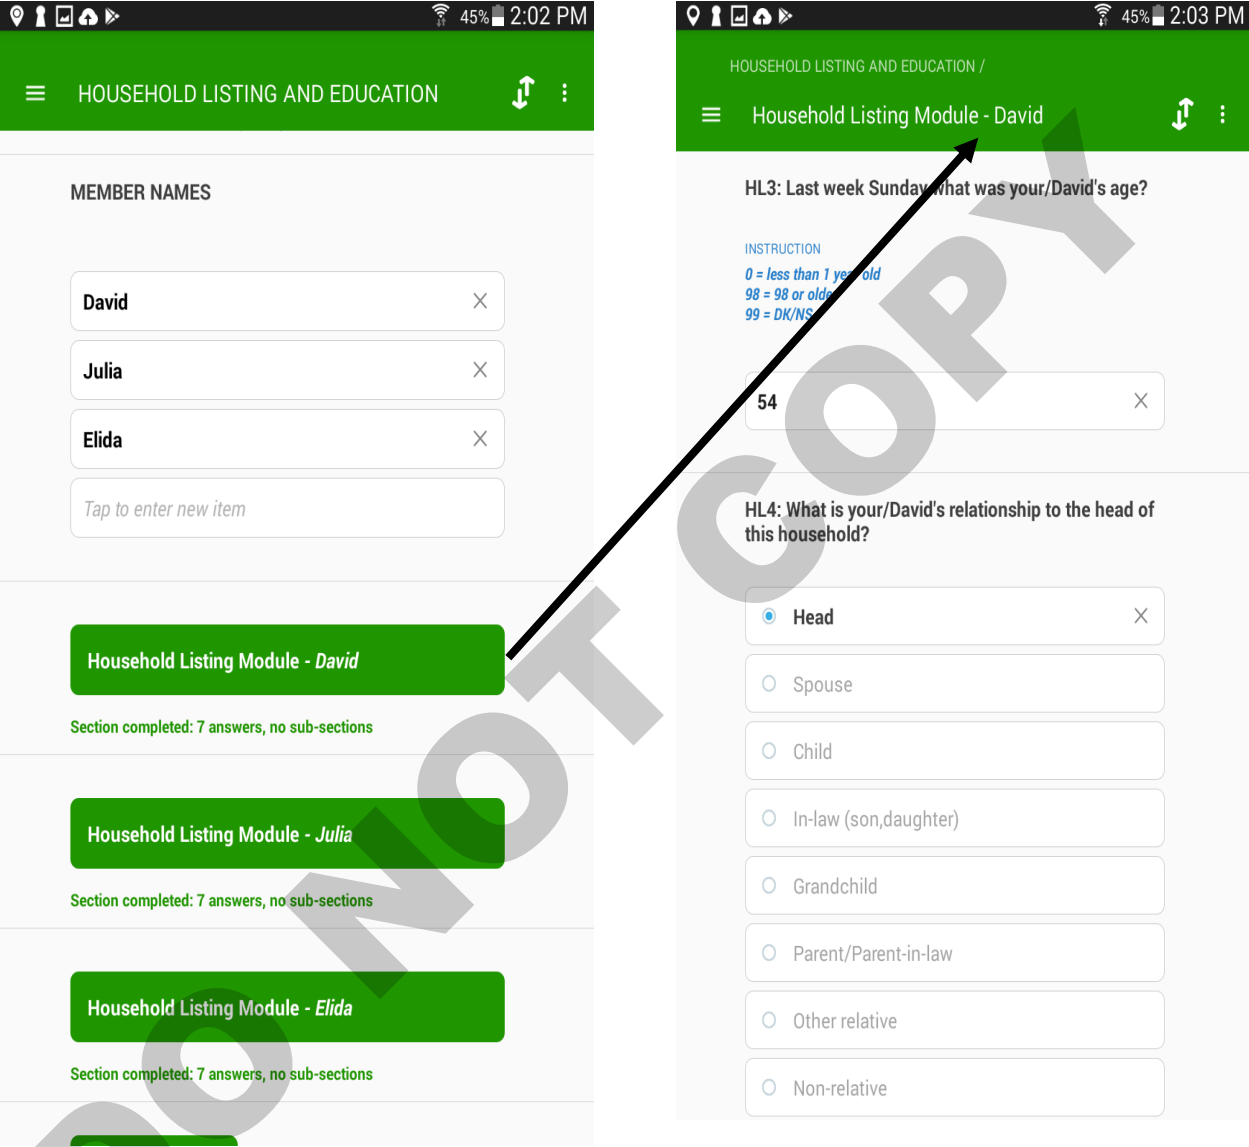 45% 2:02 PM
HOUSEHOLD LISTING AND EDUCATION
MEMBER NAMES
David
Julia
Elida
Tap to enter new item
Household Listing Module - David
Section completed: 7 answers, no sub-sections
Household Listing Module - Julia
Section completed: 7 answers, no sub-sections
Household Listing Module - Elida
Section completed: 7 answers, no sub-sections
45% 2:03 PM
HOUSEHOLD LISTING AND EDUCATION /
Household Listing Module - David
HL3: Last week Sunday what was your/David's age?
INSTRUCTION
0 = less than 1 year old
98 = 98 or older
99 = DK/NS
54
HL4: What is your/David's relationship to the head of
this household?
Head
Spouse
Child
In-law (son,daughter)
Grandchild
Parent/Parent-in-law
Other relative
Non-relative
DO NOT COPY